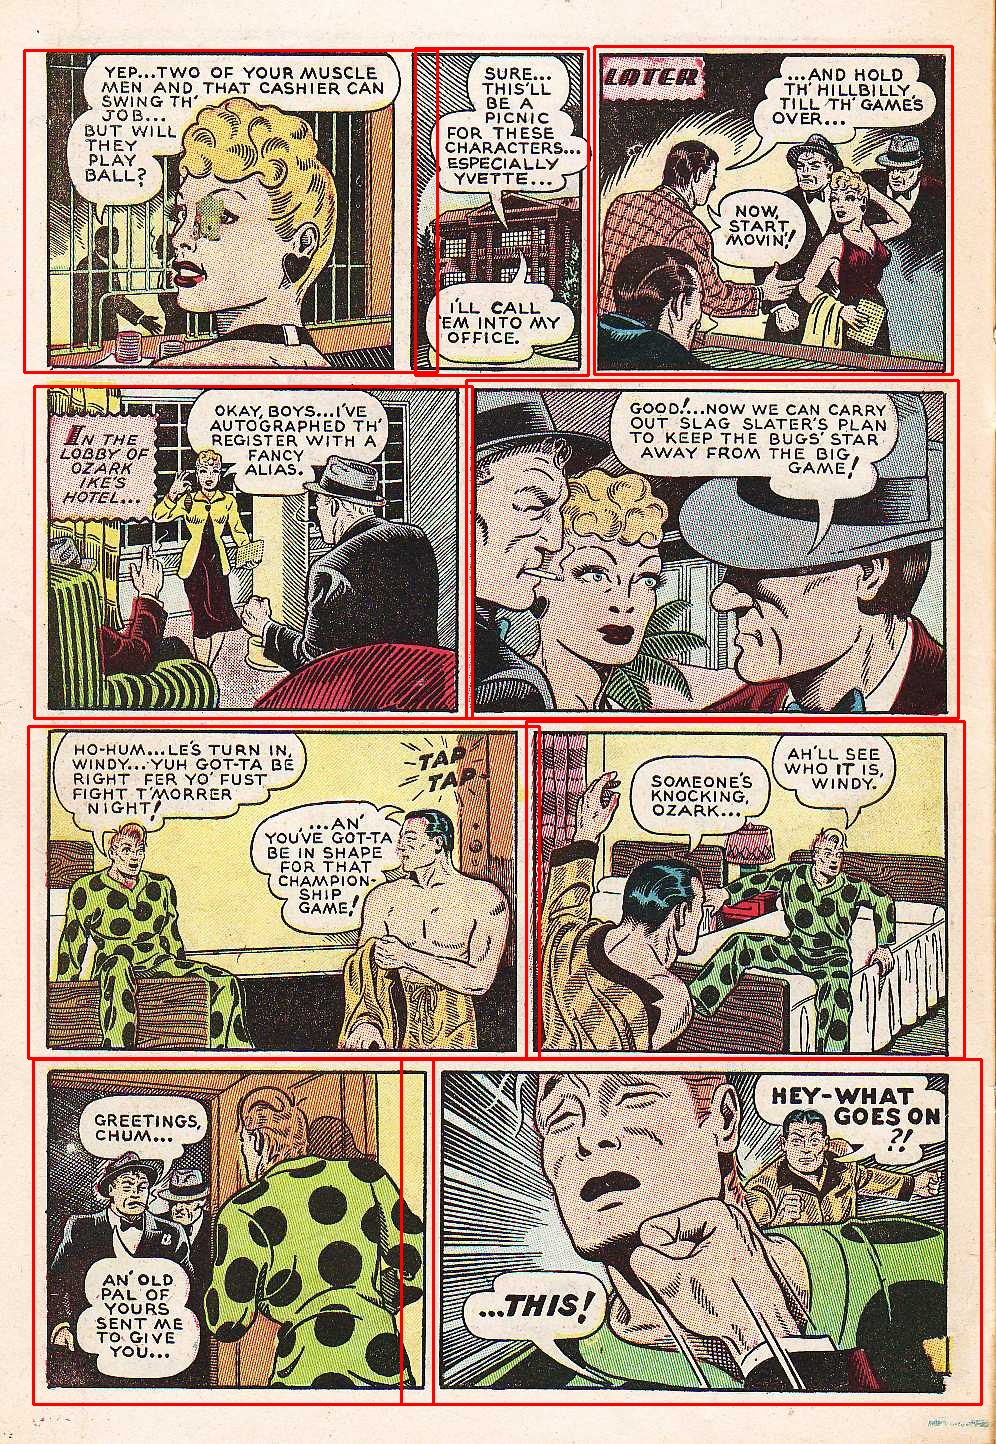 YEP...TWO OF YOUR MUSCLE
MEN AND THAT CASHIER CAN
SWING TH'
JOB...
BUT WILL
THEY
PLAY
BALL?
SURE...
THIS'LL
BE A
PICNIC
FOR THESE
CHARACTERS...
ESPECIALLY
YVETTE...
I'LL CALL
'EM INTO MY
OFFICE.
LATER
...AND HOLD
TH' HILLBILLY,
TILL TH' GAME'S
OVER...
NOW,
START
MOVIN'!
IN THE
LOBBY OF
OZARK
IKE'S
HOTEL...
OKAY, BOYS...I'VE
AUTOGRAPHED TH'
REGISTER WITH A
FANCY
ALIAS.
GOOD!...NOW WE CAN CARRY
OUT SLAG SLATER'S PLAN
TO KEEP THE BUGS' STAR
AWAY FROM THE BIG
GAME!
HO-HUM...LE'S TURN IN,
WINDY...YUH GOT-TA BE
RIGHT FER YO' FUST
FIGHT T'MORRER
NIGHT!
TAP
TAP
...AN'
YOU'VE GOT-TA
BE IN SHAPE
FOR THAT
CHAMPION-
SHIP
GAME!
SOMEONE'S
KNOCKING,
OZARK...
AH'LL SEE
WHO IT IS,
WINDY.
GREETINGS,
CHUM...
AN' OLD
PAL OF
YOURS
SENT ME
TO GIVE
YOU...
HEY-WHAT
GOES ON
?!
...THIS!